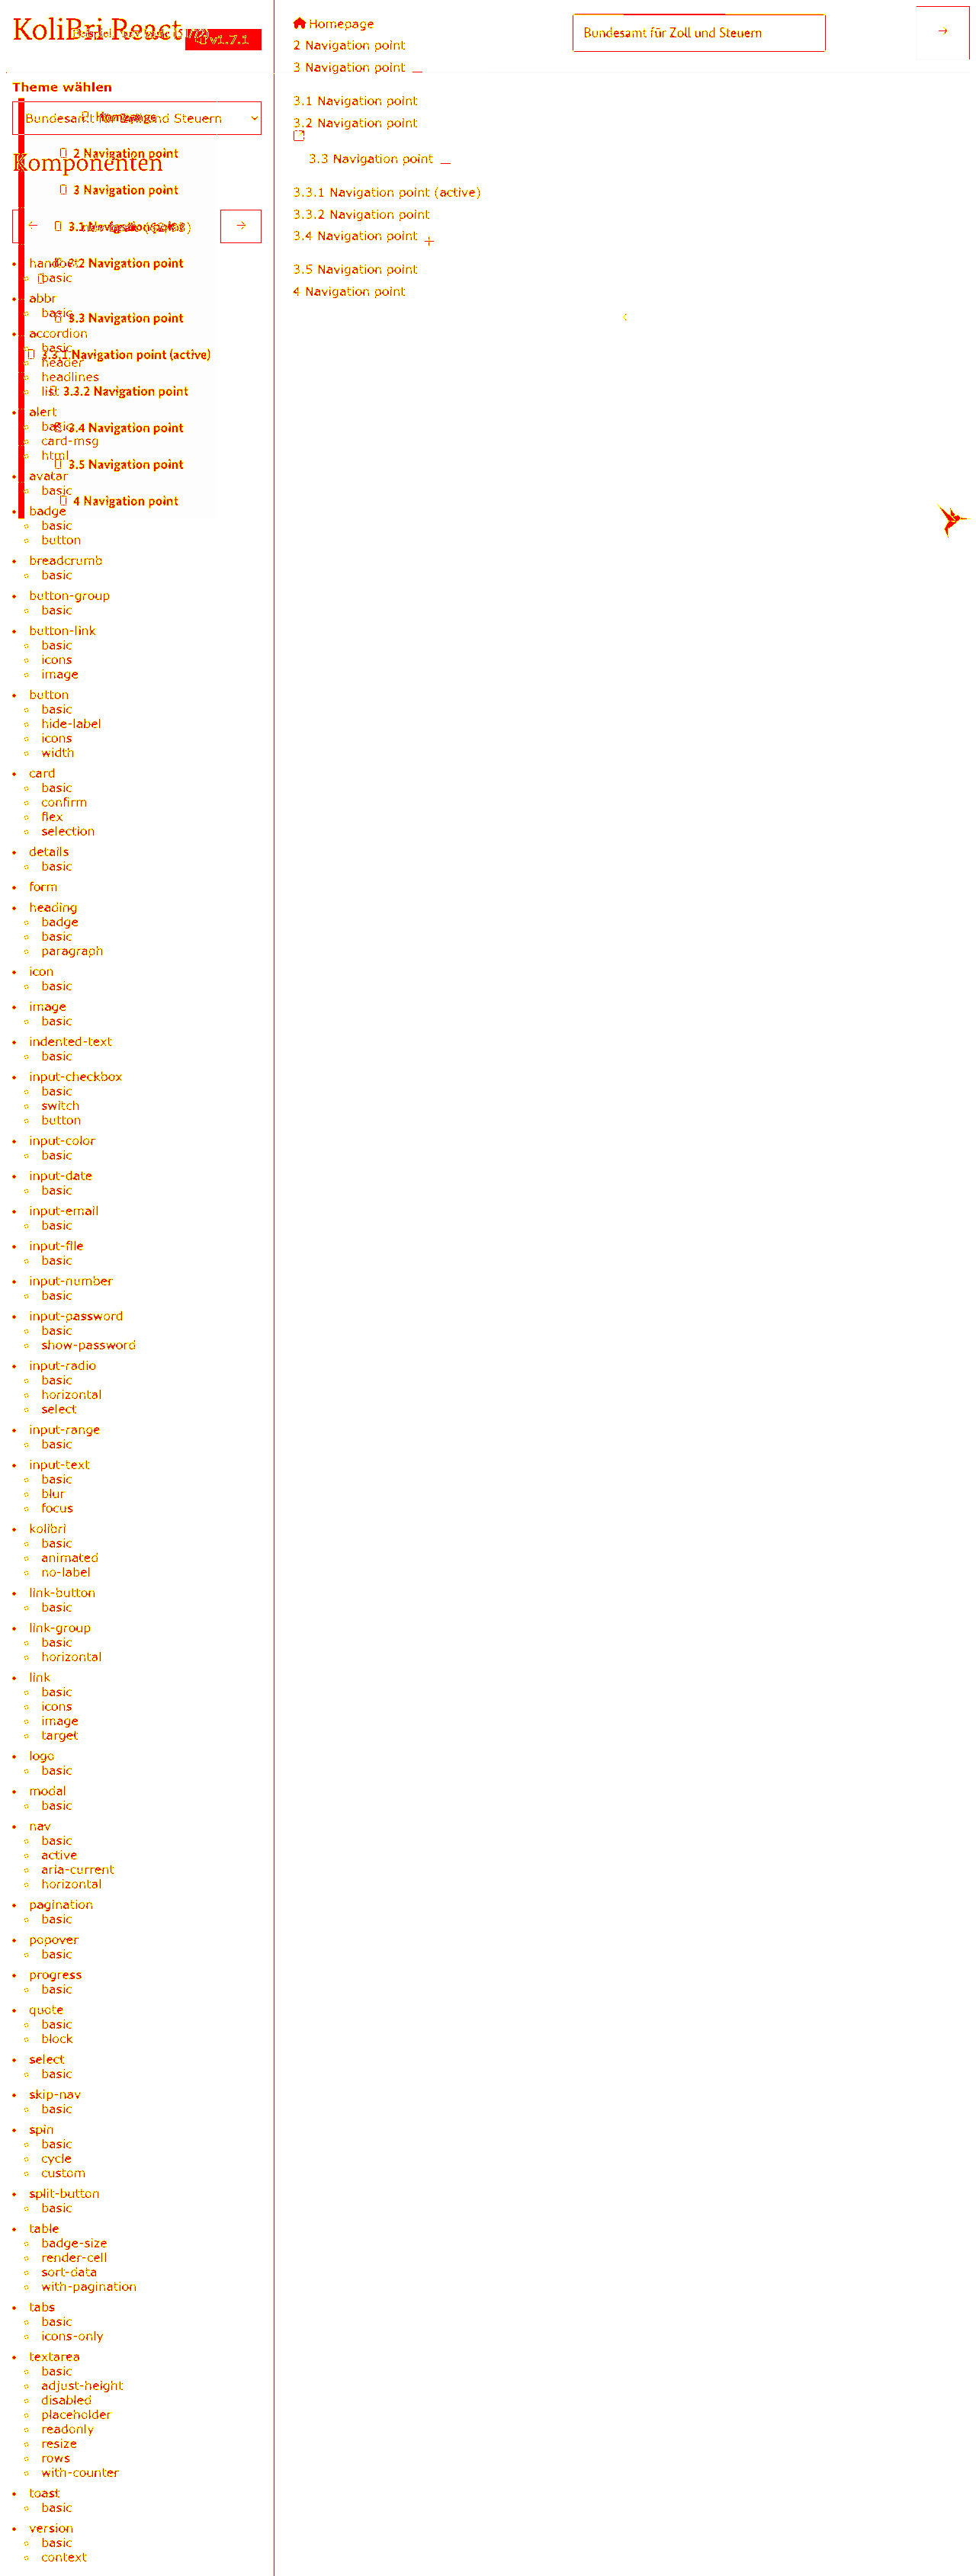 KoliBri React
v1.7.1
Theme wählen
Bundesamt für Zoll und Steuern
Homepage
2 Navigation point
Komponenten
3 Navigation point
3.1 Navigation point
3.2 Navigation point
3.3 Navigation point
3.3.1 Navigation point (active)
3.3.2 Navigation point
3.4 Navigation point
3.5 Navigation point
4 Navigation point
handout
basic
abbr
basic
accordion
basic
header
headlines
list
alert
basic
card-msg
html
avatar
basic
badge
basic
button
breadcrumb
basic
button-group
basic
button-link
basic
icons
image
button
basic
hide-label
icons
width
card
basic
confirm
flex
selection
details
basic
form
heading
badge
basic
paragraph
icon
basic
image
basic
indented-text
basic
input-checkbox
basic
switch
button
input-color
basic
input-date
basic
input-email
basic
input-file
basic
input-number
basic
input-password
basic
show-password
input-radio
basic
horizontal
select
input-range
basic
input-text
basic
blur
focus
kolibri
basic
animated
no-label
link-button
basic
link-group
basic
horizontal
link
basic
icons
image
target
logo
basic
modal
basic
nav
basic
active
aria-current
horizontal
pagination
basic
popover
basic
progress
basic
quote
basic
block
select
basic
skip-nav
basic
spin
basic
cycle
custom
split-button
basic
table
badge-size
render-cell
sort-data
with-pagination
tabs
basic
icons-only
textarea
basic
adjust-height
disabled
placeholder
readonly
resize
rows
with-counter
toast
basic
version
basic
context
Homepage
2 Navigation point
3 Navigation point
3.1 Navigation point
3.2 Navigation point
3.3 Navigation point
3.3.1 Navigation point (active)
3.3.2 Navigation point
3.4 Navigation point
3.5 Navigation point
4 Navigation point
Bundesamt für Zoll und Steuern